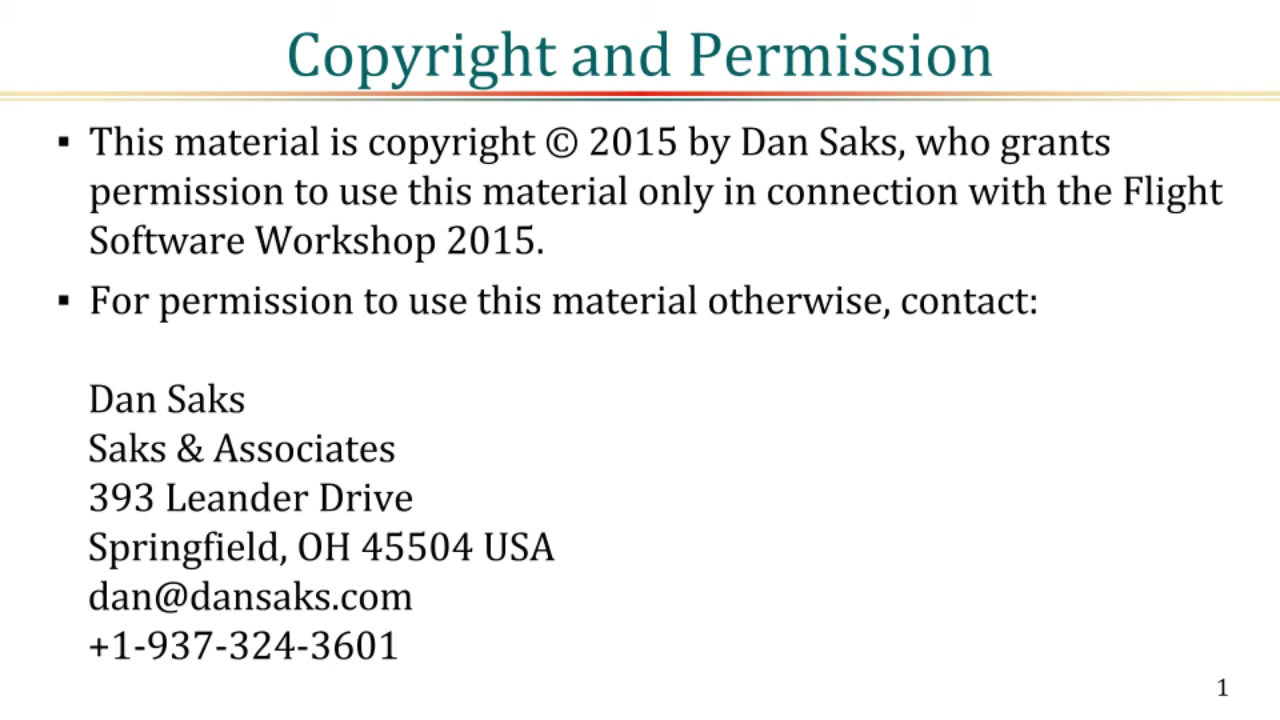 Copyright and Permission
▪ This material is copyright © 2015 by Dan Saks, who grants
permission to use this material only in connection with the Flight
Software Workshop 2015.
▪ For permission to use this material otherwise, contact:
Dan Saks
Saks & Associates
393 Leander Drive
Springfield, OH 45504 USA
dan@dansaks.com
+1-937-324-3601
1